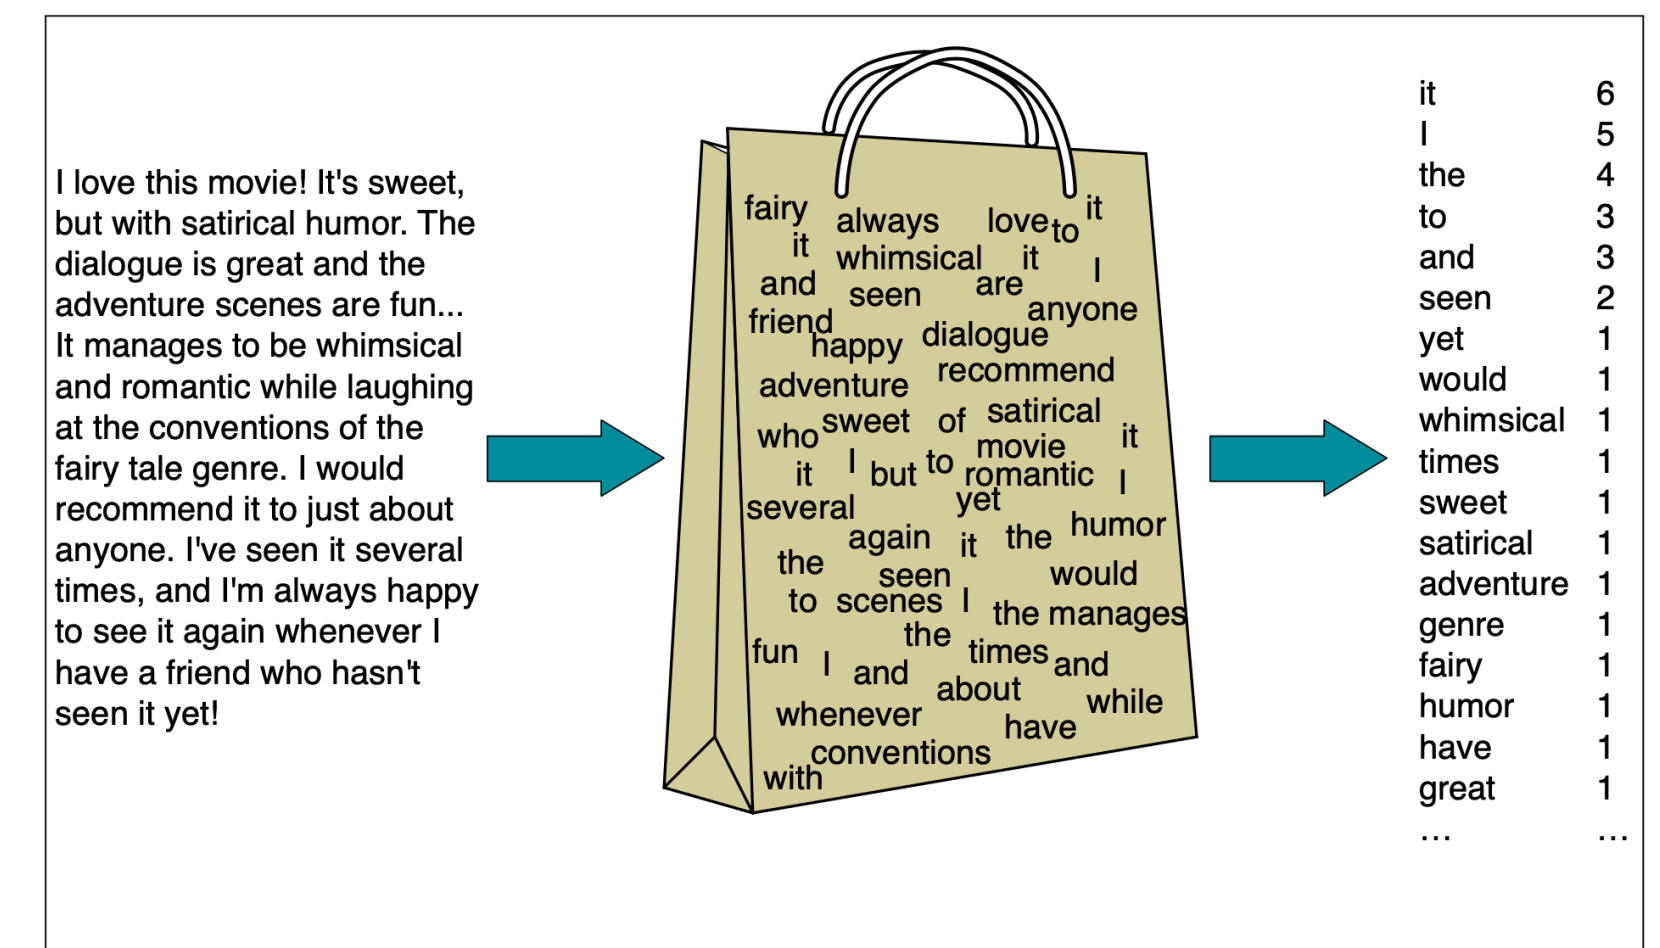 I love this movie! It's sweet,
but with satirical humor. The
dialogue is great and the
adventure scenes are fun...
It manages to be whimsical
and romantic while laughing
at the conventions of the
fairy tale genre. I would
recommend it to just about
anyone. I've seen it several
times, and I'm always happy
to see it again whenever I
have a friend who hasn't
seen it yet!
fairy always love to it
it whimsical it I
and seen are
friend anyone
happy dialogue
adventure recommend
who sweet of satirical
movie it
it I but to romantic I
several yet
again it the humor
the seen would
to scenes I the manages
the
fun I and times and
about while
whenever have
conventions
with
it 6
I 5
the 4
to 3
and 3
seen 2
yet 1
would 1
whimsical 1
times 1
sweet 1
satirical 1
adventure 1
genre 1
fairy 1
humor 1
have 1
great 1
… …